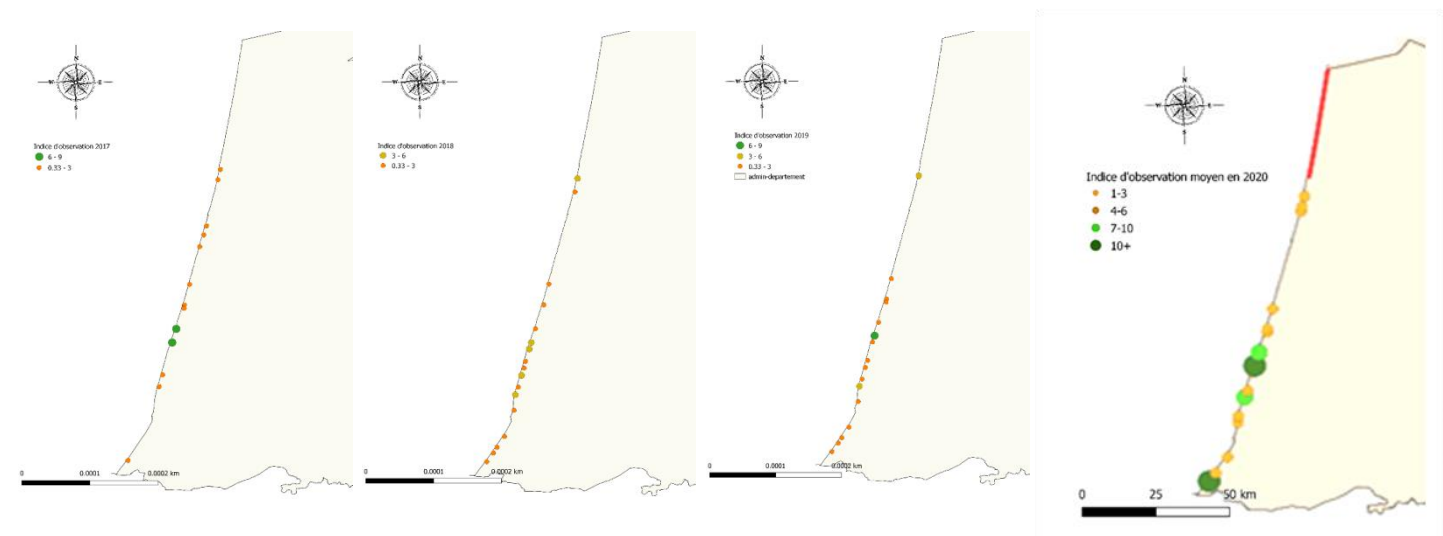 N
W
E
S
Indice d'observation 2017
6 - 9
0.33 - 3
0
0.0001
0.0002 km
N
W
E
S
Indice d'observation 2018
3 - 6
0.33 - 3
0
0.0001
0.0002 km
N
W
E
S
Indice d'observation 2019
6 - 9
3 - 6
0.33 - 3
admin-departement
0
0.0001
0.0002 km
N
W
E
S
Indice d'observation moyen en 2020
1-3
4-6
7-10
10+
0
25
50 km